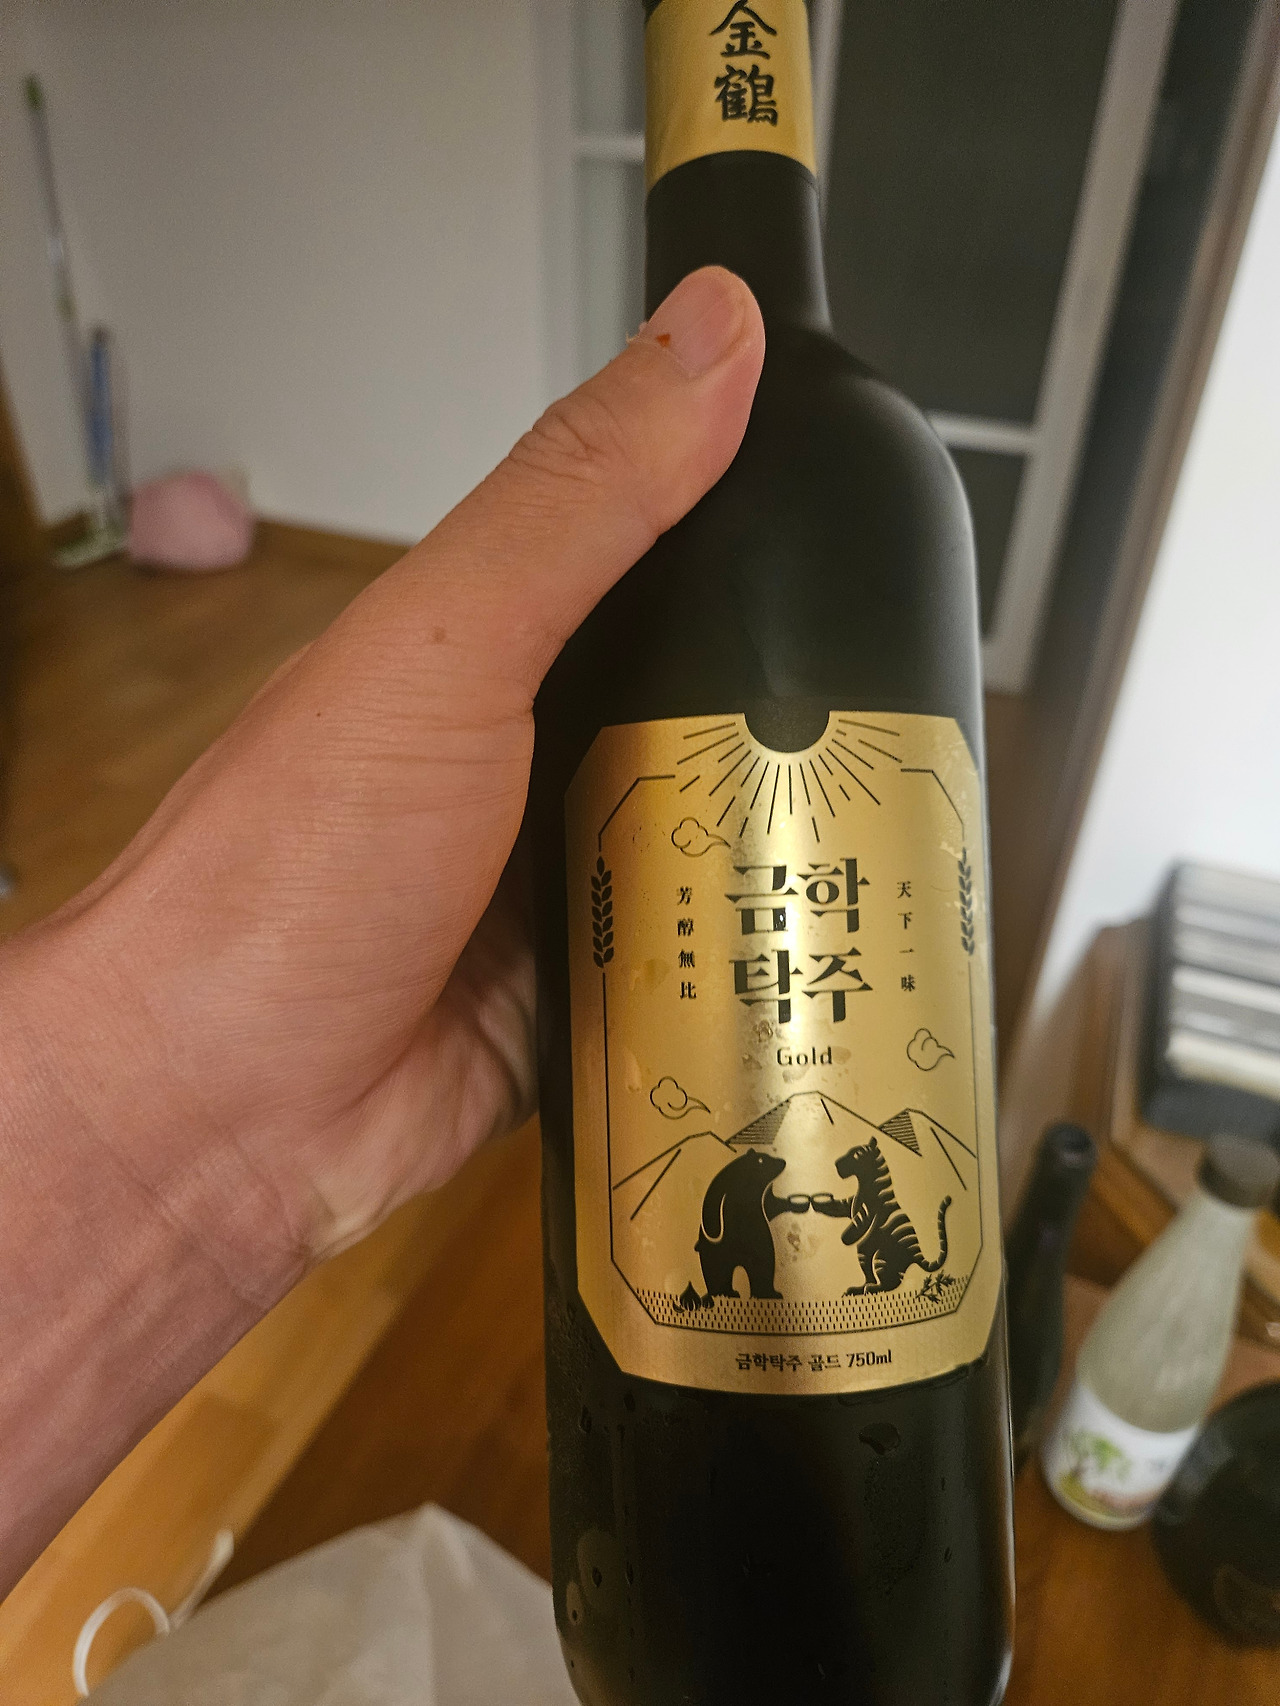 金
鶴
금학
탁주
天下一味
芳醇無比
Gold
금학탁주 골드 750ml